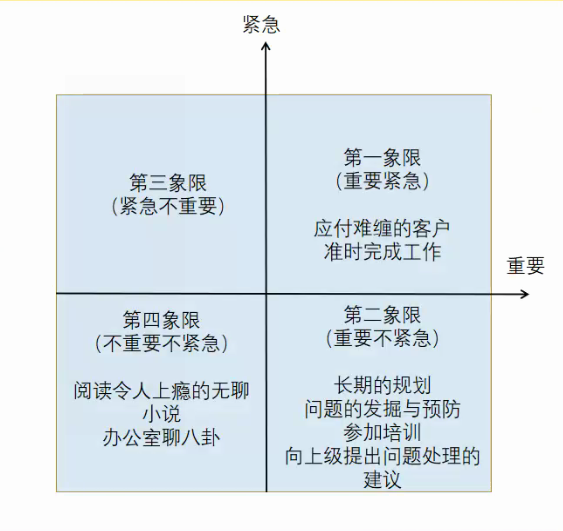 紧急
第三象限
（紧急不重要）
第一象限
（重要紧急）
应付难缠的客户
准时完成工作
重要
第四象限
（不重要不紧急）
阅读令人上瘾的无聊
小说
办公室聊八卦
第二象限
（重要不紧急）
长期的规划
问题的发掘与预防
参加培训
向上级提出问题处理的
建议